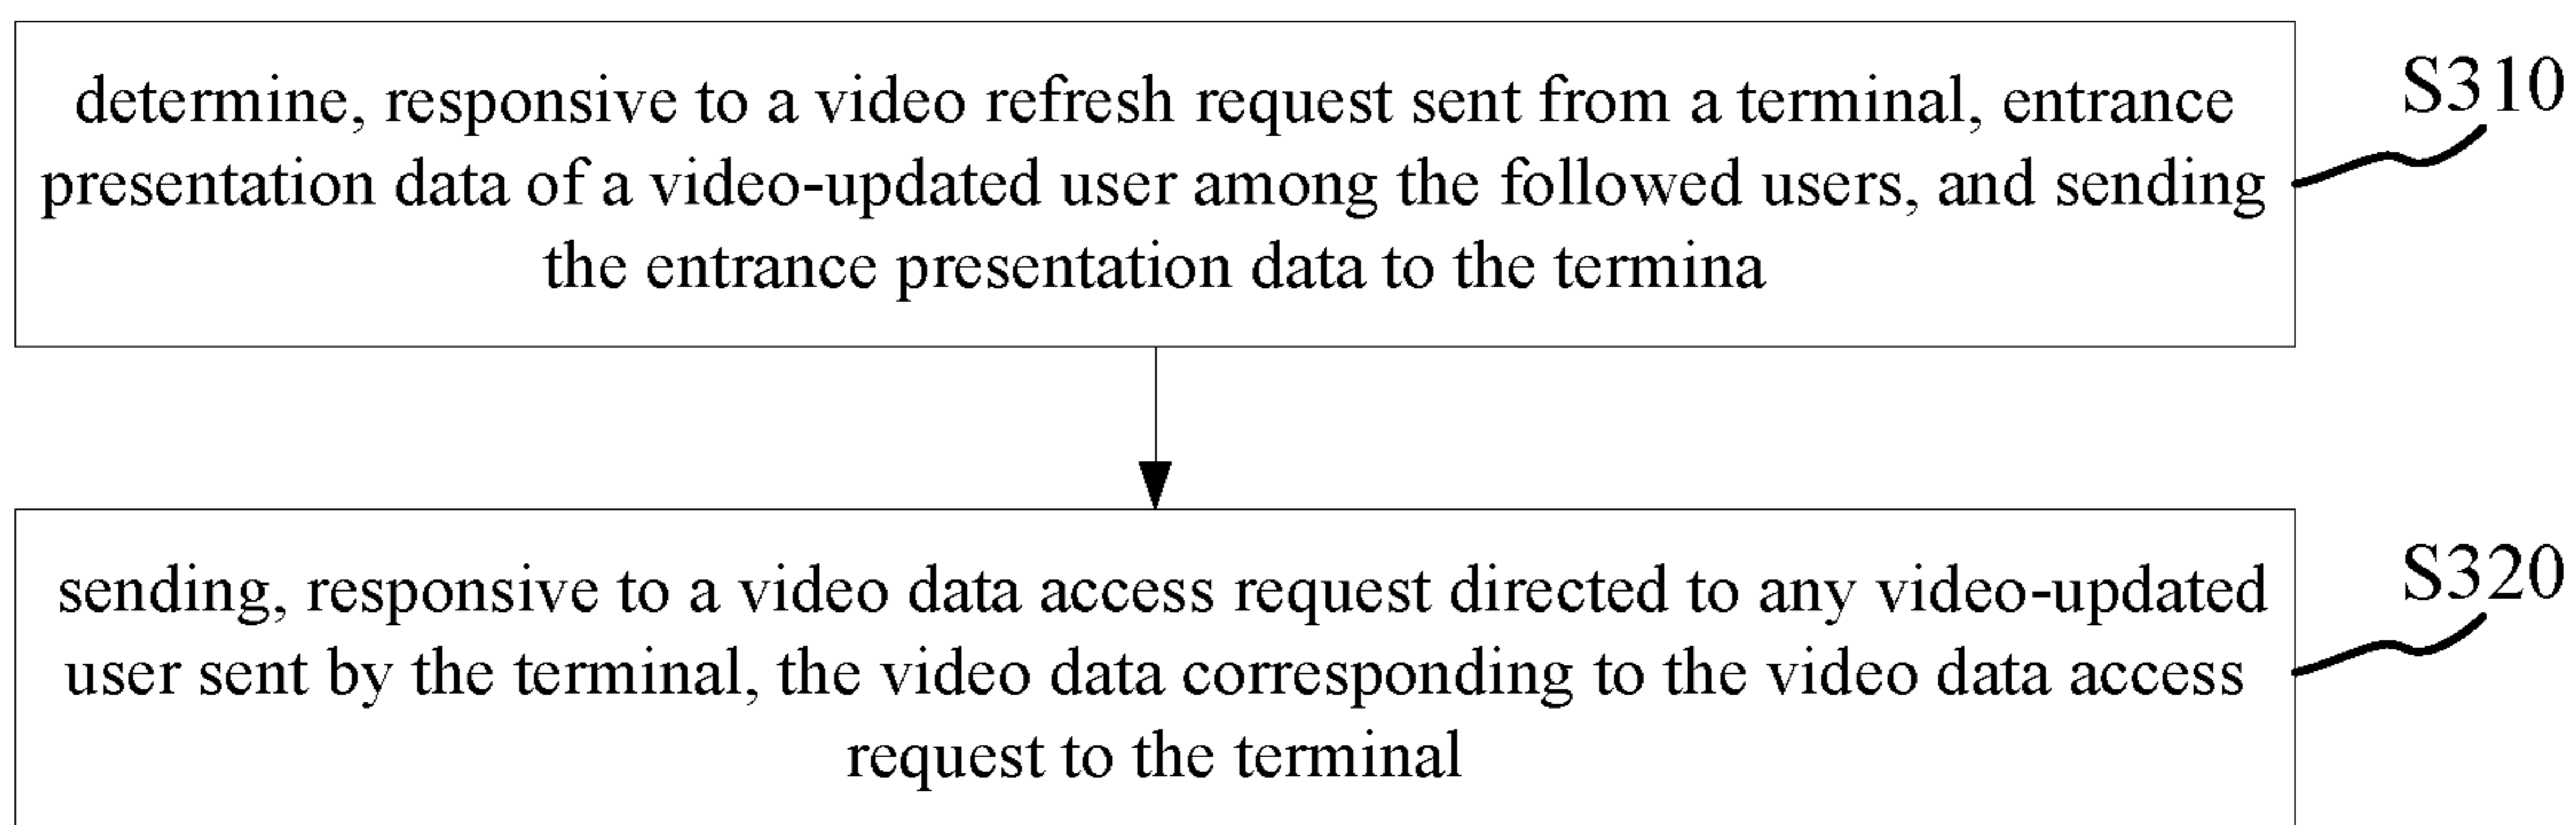 determine, responsive to a video refresh request sent from a terminal, entrance
presentation data of a video-updated user among the followed users, and sending
the entrance presentation data to the termina
S310
sending, responsive to a video data access request directed to any video-updated
user sent by the terminal, the video data corresponding to the video data access
request to the terminal
S320